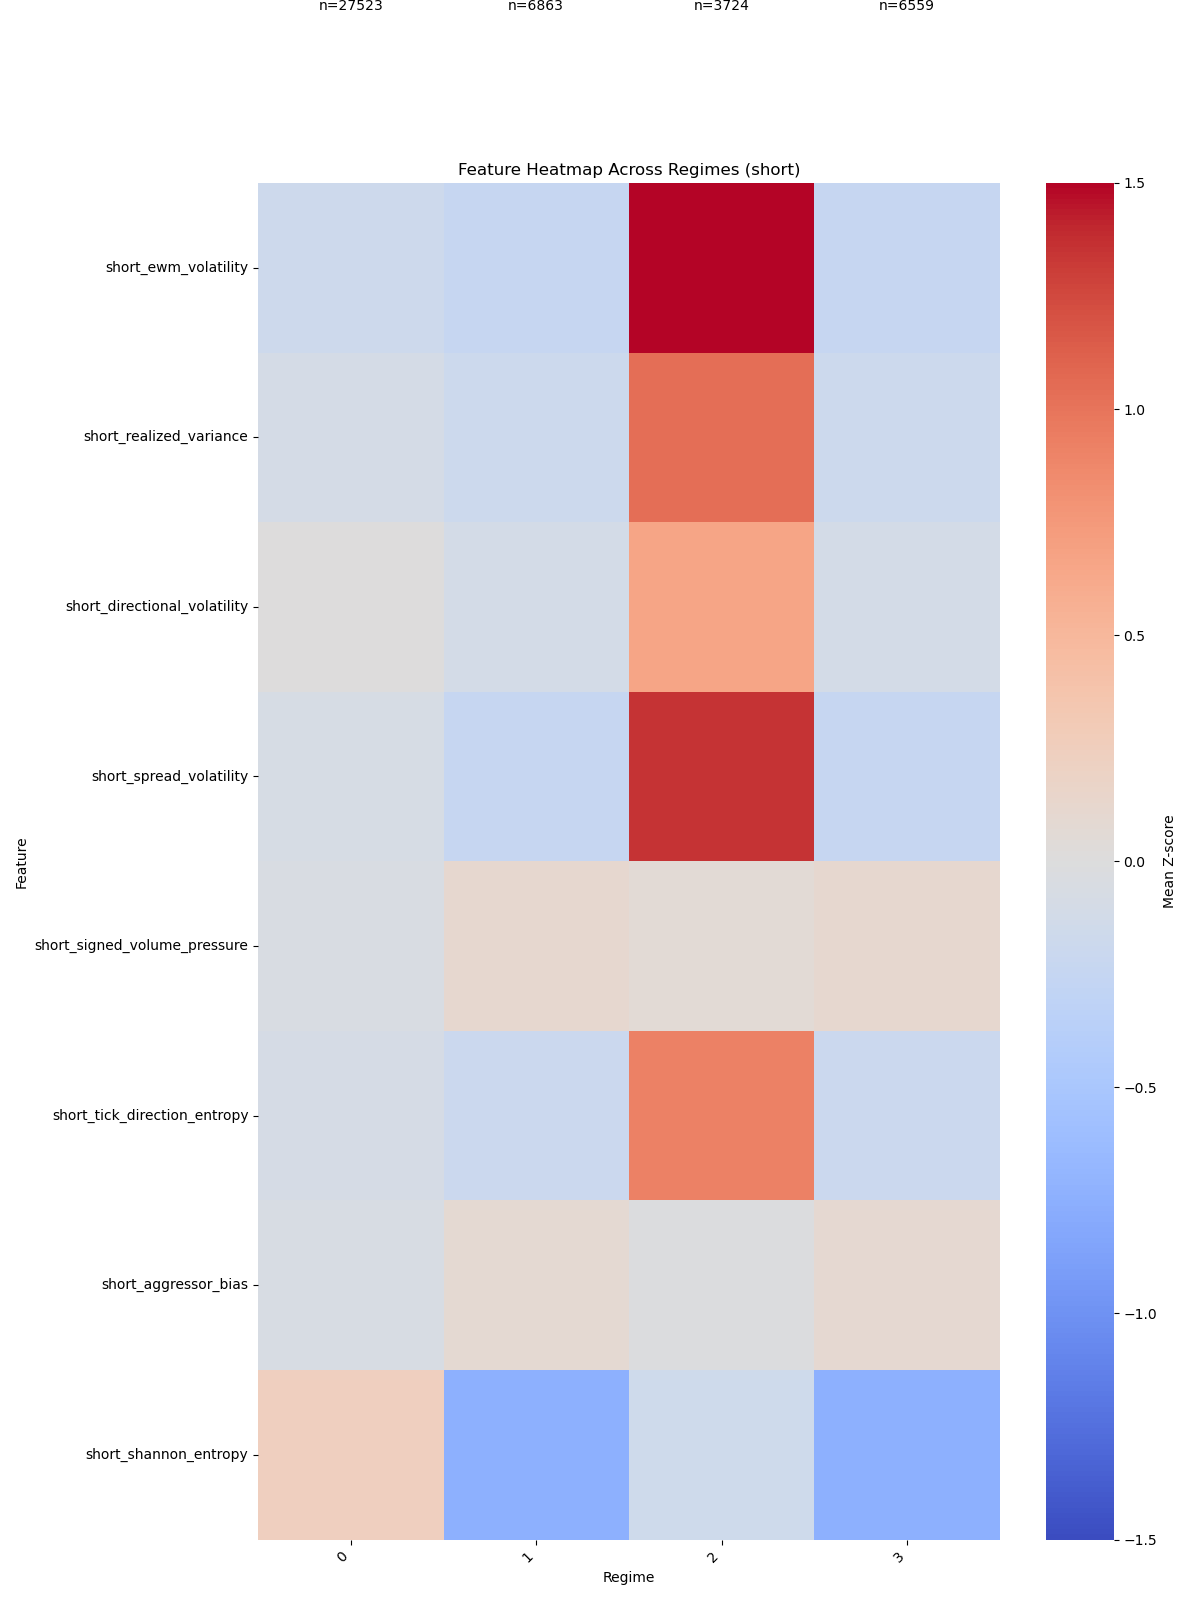 n=27523 n=6863 n=3724 n=6559
Feature Heatmap Across Regimes (short)
short_ewm_volatility
short_realized_variance
short_directional_volatility
short_spread_volatility
short_signed_volume_pressure
short_tick_direction_entropy
short_aggressor_bias
short_shannon_entropy
Feature
0 1 2 3
Regime
1.5
1.0
0.5
0.0
−0.5
−1.0
−1.5
Mean Z-score